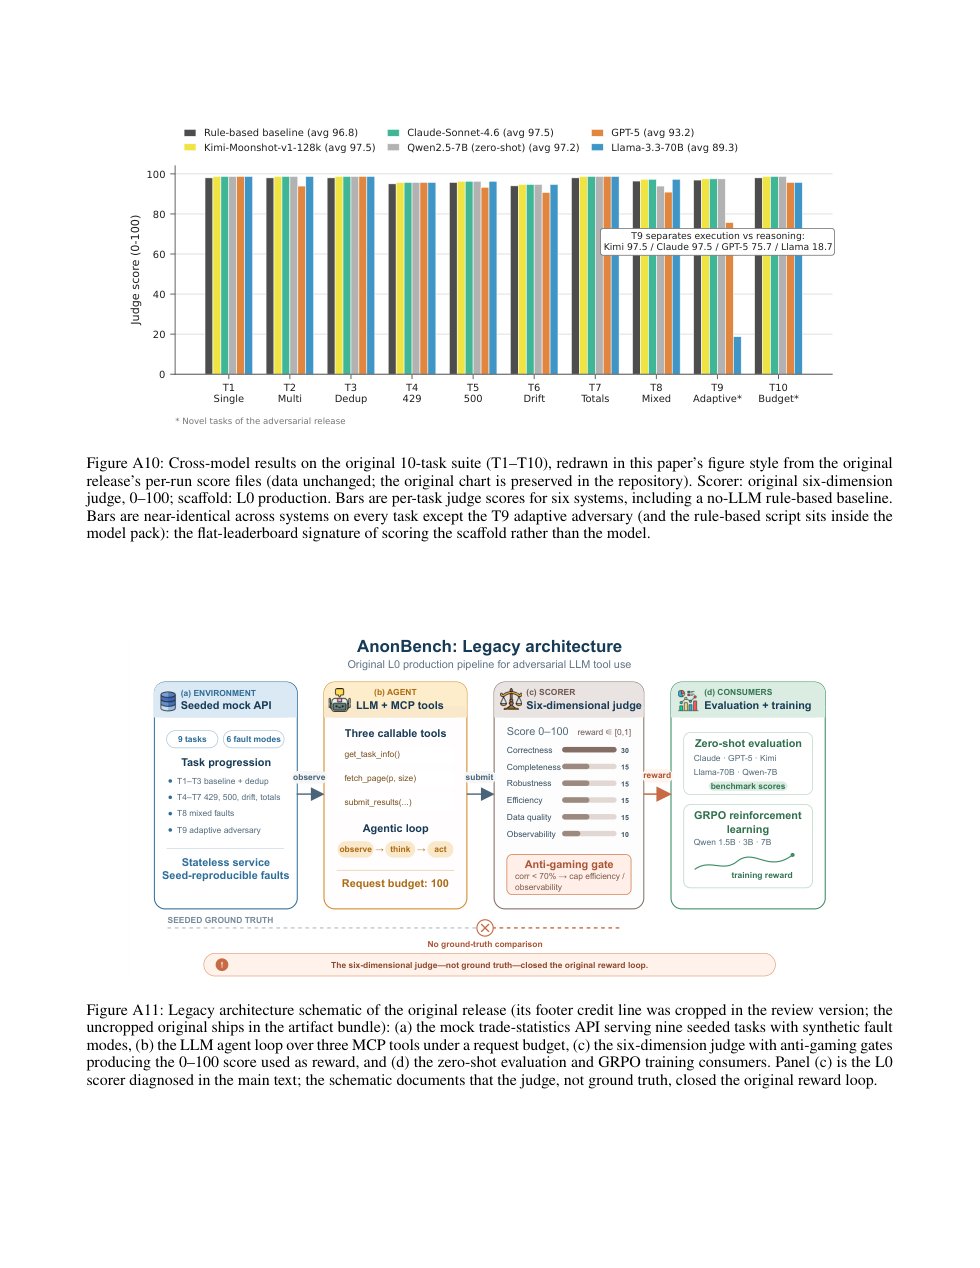 Rule-based baseline (avg 96.8)
Claude-Sonnet-4.6 (avg 97.5)
GPT-5 (avg 93.2)
Kimi-Moonshot-v1-128k (avg 97.5)
Qwen2.5-7B (zero-shot) (avg 97.2)
Llama-3.3-70B (avg 89.3)
Judge score (0-100)
100
80
60
40
20
0
T9 separates execution vs reasoning:
Kimi 97.5 / Claude 97.5 / GPT-5 75.7 / Llama 18.7
T1
Single
T2
Multi
T3
Dedup
T4
429
T5
500
T6
Drift
T7
Totals
T8
Mixed
T9
Adaptive*
T10
Budget*
* Novel tasks of the adversarial release
Figure A10: Cross-model results on the original 10-task suite (T1–T10), redrawn in this paper's figure style from the original
release's per-run score files (data unchanged; the original chart is preserved in the repository). Scorer: original six-dimension
judge, 0–100; scaffold: L0 production. Bars are per-task judge scores for six systems, including a no-LLM rule-based baseline.
Bars are near-identical across systems on every task except the T9 adaptive adversary (and the rule-based script sits inside the
model pack): the flat-leaderboard signature of scoring the scaffold rather than the model.
AnonBench: Legacy architecture
Original L0 production pipeline for adversarial LLM tool use
(a) ENVIRONMENT
Seeded mock API
9 tasks
6 fault modes
Task progression
• T1–T3 baseline + dedup
• T4–T7 429, 500, drift, totals
• T8 mixed faults
• T9 adaptive adversary
Stateless service
Seed-reproducible faults
observe
(b) AGENT
LLM + MCP tools
Three callable tools
get_task_info()
fetch_page(p, size)
submit_results(...)
Agentic loop
observe → think → act
Request budget: 100
submit
(c) SCORER
Six-dimensional judge
Score 0–100 reward ∈ [0,1]
Correctness 30
Completeness 15
Robustness 15
Efficiency 15
Data quality 15
Observability 10
Anti-gaming gate
corr < 70% → cap efficiency /
observability
reward
(d) CONSUMERS
Evaluation + training
Zero-shot evaluation
Claude · GPT-5 · Kimi
Llama-70B · Qwen-7B
benchmark scores
GRPO reinforcement
learning
Qwen 1.5B · 3B · 7B
training reward
SEEDED GROUND TRUTH
No ground-truth comparison
! The six-dimensional judge—not ground truth—closed the original reward loop.
Figure A11: Legacy architecture schematic of the original release (its footer credit line was cropped in the review version; the
uncropped original ships in the artifact bundle): (a) the mock trade-statistics API serving nine seeded tasks with synthetic fault
modes, (b) the LLM agent loop over three MCP tools under a request budget, (c) the six-dimension judge with anti-gaming gates
producing the 0–100 score used as reward, and (d) the zero-shot evaluation and GRPO training consumers. Panel (c) is the L0
scorer diagnosed in the main text; the schematic documents that the judge, not ground truth, closed the original reward loop.